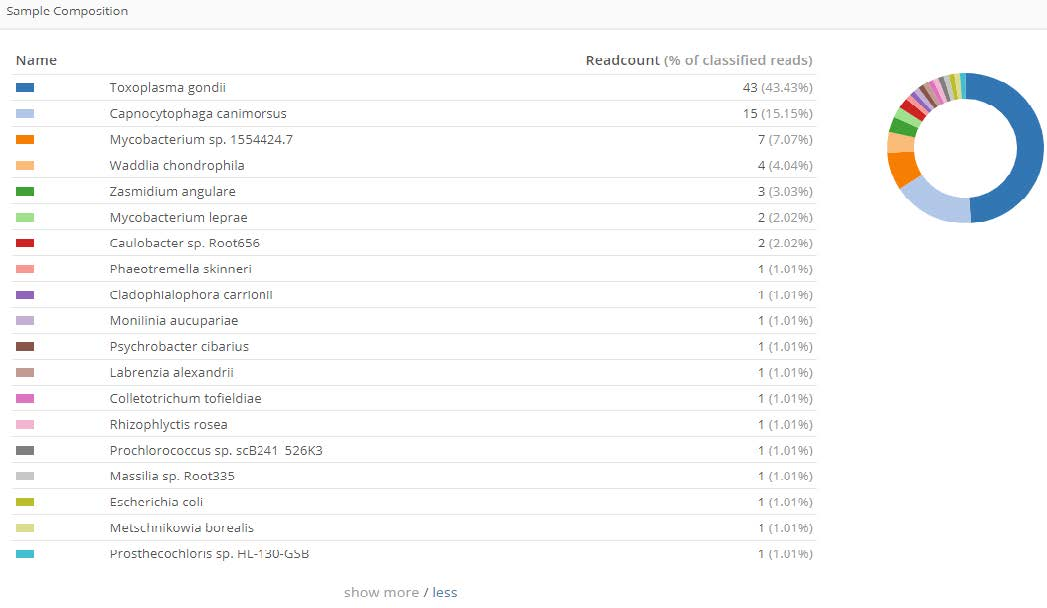 Sample Composition
Name Readcount (% of classified reads)
Toxoplasma gondii 43 (43.43%)
Capnocytophaga canimorsus 15 (15.15%)
Mycobacterium sp. 1554424.7 7 (7.07%)
Waddlia chondrophila 4 (4.04%)
Zasmidium angulare 3 (3.03%)
Mycobacterium leprae 2 (2.02%)
Caulobacter sp. Root656 2 (2.02%)
Phaeotremella skinneri 1 (1.01%)
Cladophialophora carrionii 1 (1.01%)
Monilinia aucupariae 1 (1.01%)
Psychrobacter cibarius 1 (1.01%)
Labrenzia alexandrii 1 (1.01%)
Colletotrichum tofieldiae 1 (1.01%)
Rhizophlyctis rosea 1 (1.01%)
Prochlorococcus sp. scB241_526K3 1 (1.01%)
Massilia sp. Root335 1 (1.01%)
Escherichia coli 1 (1.01%)
Metschnikowia borealis 1 (1.01%)
Prosthecochloris sp. HL-130-GSB 1 (1.01%)
show more / less